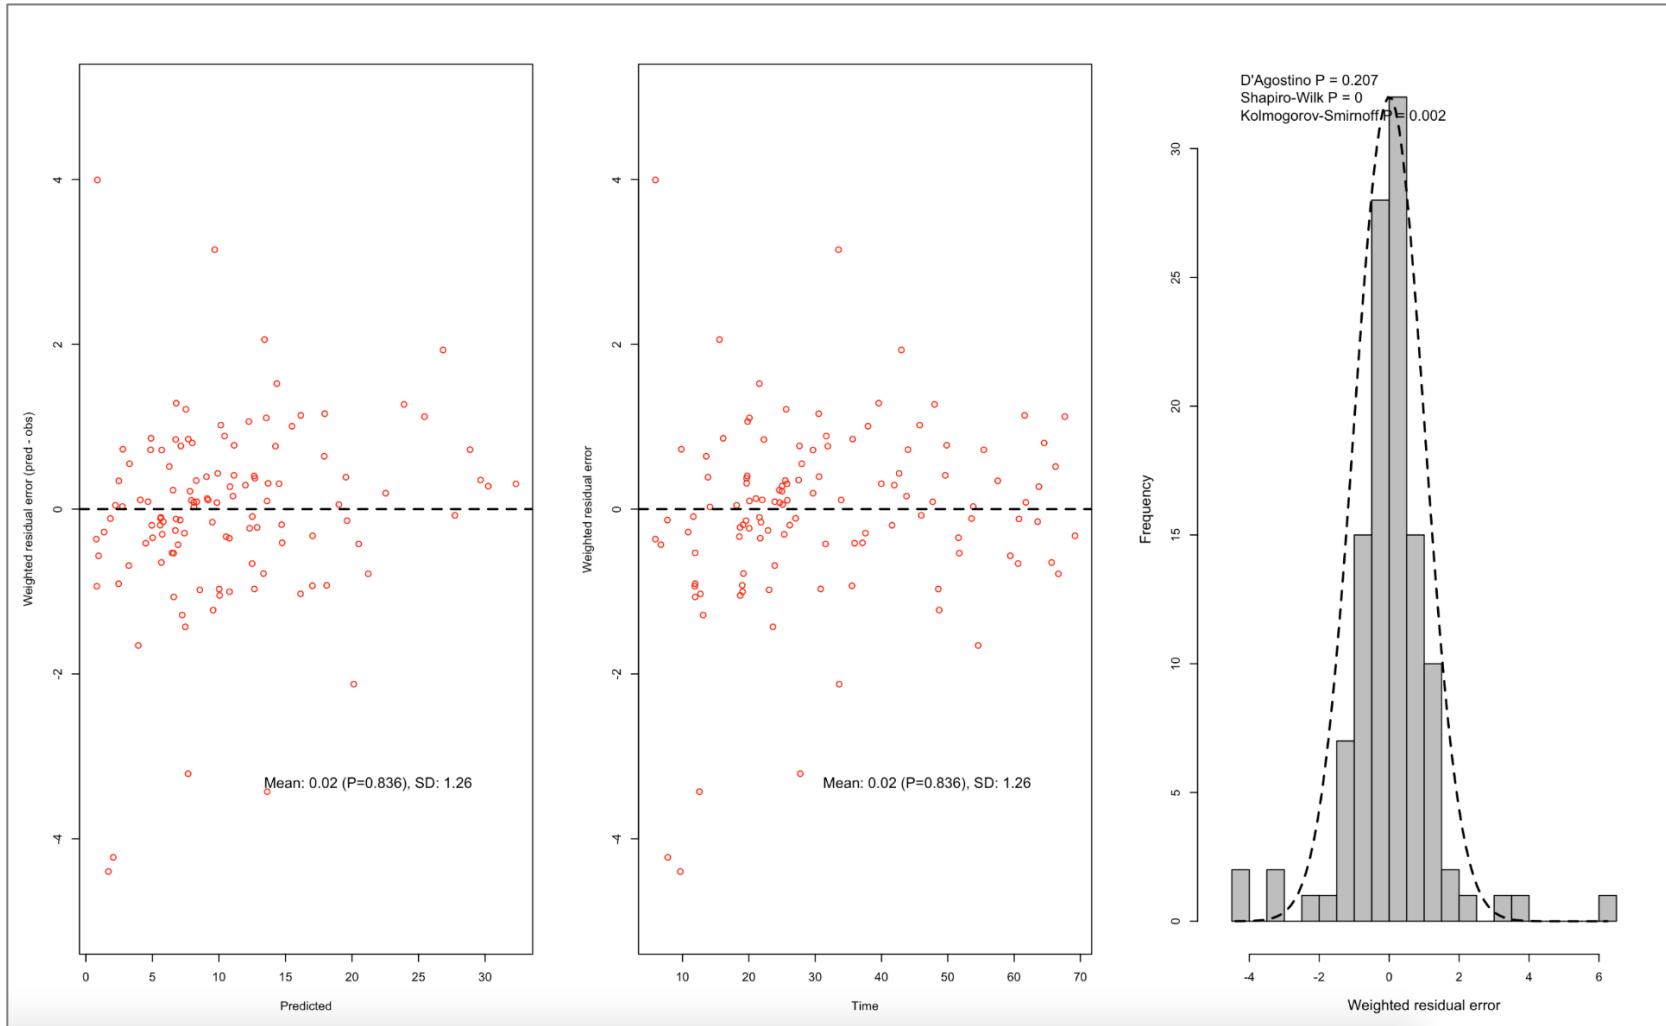 Weighted residual error (pred - obs)
4
2
0
-2
-4
Mean: 0.02 (P=0.836), SD: 1.26
0 5 10 15 20 25 30
Predicted
Weighted residual error
4
2
0
-2
-4
Mean: 0.02 (P=0.836), SD: 1.26
10 20 30 40 50 60 70
Time
D'Agostino P = 0.207
Shapiro-Wilk P = 0
Kolmogorov-Smirnoff P = 0.002
Frequency
30
25
20
15
10
5
0
-4 -2 0 2 4 6
Weighted residual error